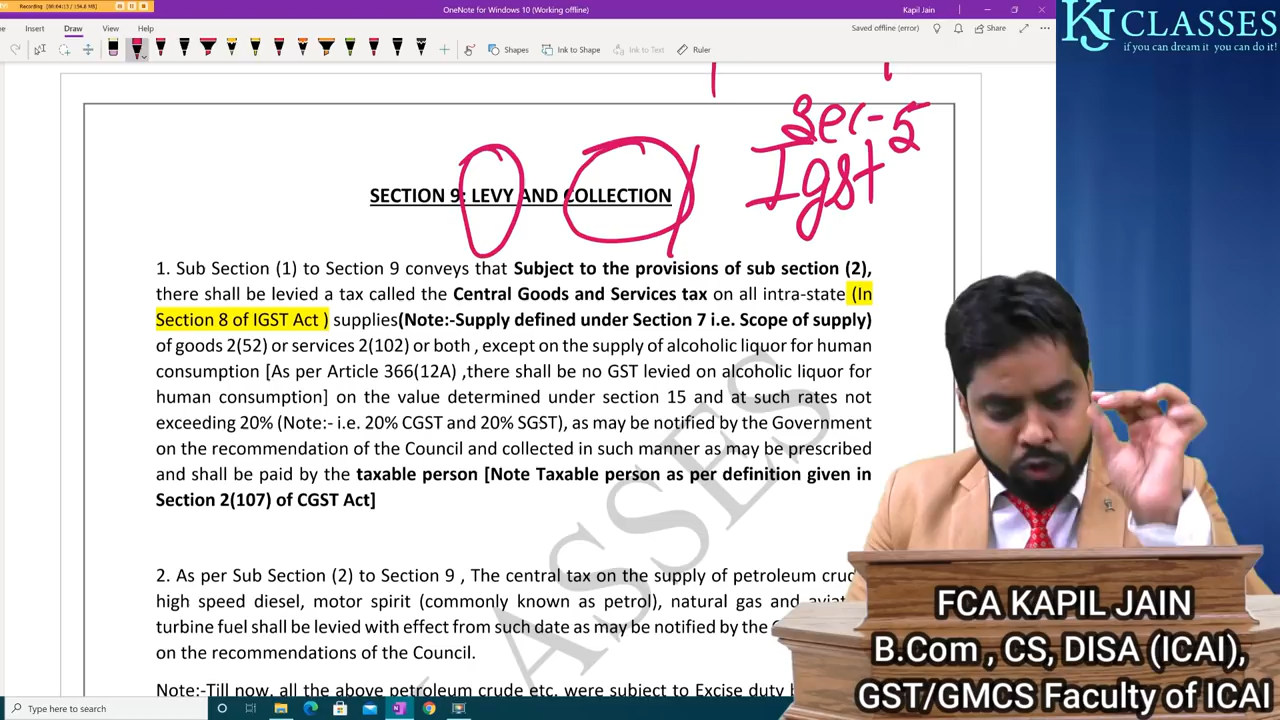 OneNote for Windows 10 (Working offline)
Kapil Jain
Insert Draw View Help
Saved offline (error)
Share
Shapes
Ink to Shape
Ink to Text
Ruler
KJ CLASSES
if you can dream it you can do it!
Sec-5
Igst
SECTION 9: LEVY AND COLLECTION
1. Sub Section (1) to Section 9 conveys that Subject to the provisions of sub section (2),
there shall be levied a tax called the Central Goods and Services tax on all intra-state (In
Section 8 of IGST Act ) supplies(Note:-Supply defined under Section 7 i.e. Scope of supply)
of goods 2(52) or services 2(102) or both , except on the supply of alcoholic liquor for human
consumption [As per Article 366(12A) ,there shall be no GST levied on alcoholic liquor for
human consumption] on the value determined under section 15 and at such rates not
exceeding 20% (Note:- i.e. 20% CGST and 20% SGST), as may be notified by the Government
on the recommendation of the Council and collected in such manner as may be prescribed
and shall be paid by the taxable person [Note Taxable person as per definition given in
Section 2(107) of CGST Act]
2. As per Sub Section (2) to Section 9 , The central tax on the supply of petroleum crud
high speed diesel, motor spirit (commonly known as petrol), natural gas and aviat
turbine fuel shall be levied with effect from such date as may be notified by the
on the recommendations of the Council.
Note:-Till now, all the above petroleum crude etc. were subject to Excise duty
ASSES
FCA KAPIL JAIN
B.Com , CS, DISA (ICAI),
GST/GMCS Faculty of ICAI
Type here to search